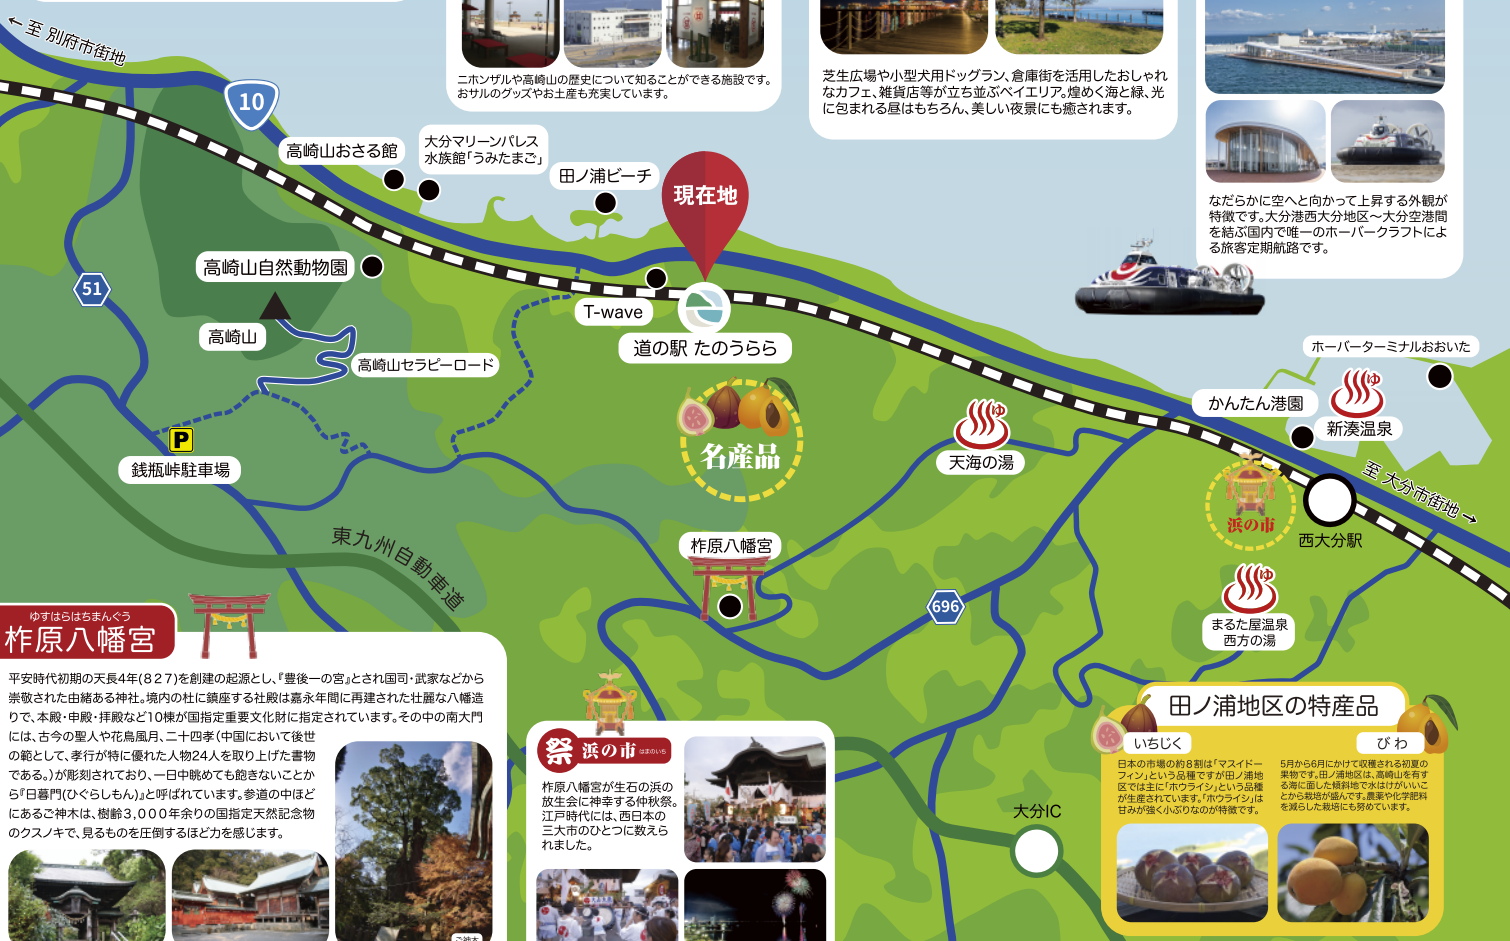 ← 至 別府市街地
ニホンザルや高崎山の歴史について知ることができる施設です。
おサルのグッズやお土産も充実しています。
芝生広場や小型犬用ドッグラン、倉庫街を活用したおしゃれ
なカフェ、雑貨店等が立ち並ぶベイエリア。煌めく海と緑、光
に包まれる昼はもちろん、美しい夜景にも癒されます。
なだらかに空へと向かって上昇する外観が
特徴です。大分港西大分地区～大分空港間
を結ぶ国内で唯一のホーバークラフトによ
る旅客定期航路です。
10
高崎山おさる館
大分マリーンパレス
水族館「うみたまご」
田ノ浦ビーチ
現在地
高崎山自然動物園
51
高崎山
高崎山セラピーロード
T-wave
道の駅 たのうらら
名産品
P
銭瓶峠駐車場
東九州自動車道
ゆ
天海の湯
柞原八幡宮
696
ホーバーターミナルおおいた
かんたん港園
ゆ
新湊温泉
至 大分市街地 →
浜の市
西大分駅
ゆ
まるた屋温泉
西方の湯
大分IC
ゆすはらはちまんぐう
柞原八幡宮
平安時代初期の天長4年(827)を創建の起源とし、『豊後一の宮』とされ国司・武家などから
崇敬された由緒ある神社。境内の杜に鎮座する社殿は嘉永年間に再建された壮麗な八幡造
りで、本殿・申殿・拝殿など10棟が国指定重要文化財に指定されています。その中の南大門
には、古今の聖人や花鳥風月、二十四孝(中国において後世
の範として、孝行が特に優れた人物24人を取り上げた書物
である。)が彫刻されており、一日中眺めても飽きないことか
ら『日暮門(ひぐらしもん)』と呼ばれています。参道の中ほど
にあるご神木は、樹齢3,000年余りの国指定天然記念物
のクスノキで、見るものを圧倒するほど力を感じます。
ご神木
祭 浜の市 はまのいち
柞原八幡宮が生石の浜の
放生会に神幸する仲秋祭。
江戸時代には、西日本の
三大市のひとつに数えら
れました。
田ノ浦地区の特産品
いちじく
日本の市場の約8割は「マスイドー
フィン」という品種ですが田ノ浦地
区では主に「ホウライシ」という品種
が生産されています。「ホウライシ」は
甘みが強く小ぶりなのが特徴です。
びわ
5月から6月にかけて収穫される初夏の
果物です。田ノ浦地区は、高崎山を有す
る海に面した傾斜地で水はけがいいこ
とから栽培が盛んです。農薬や化学肥料
を減らした栽培にも努めています。